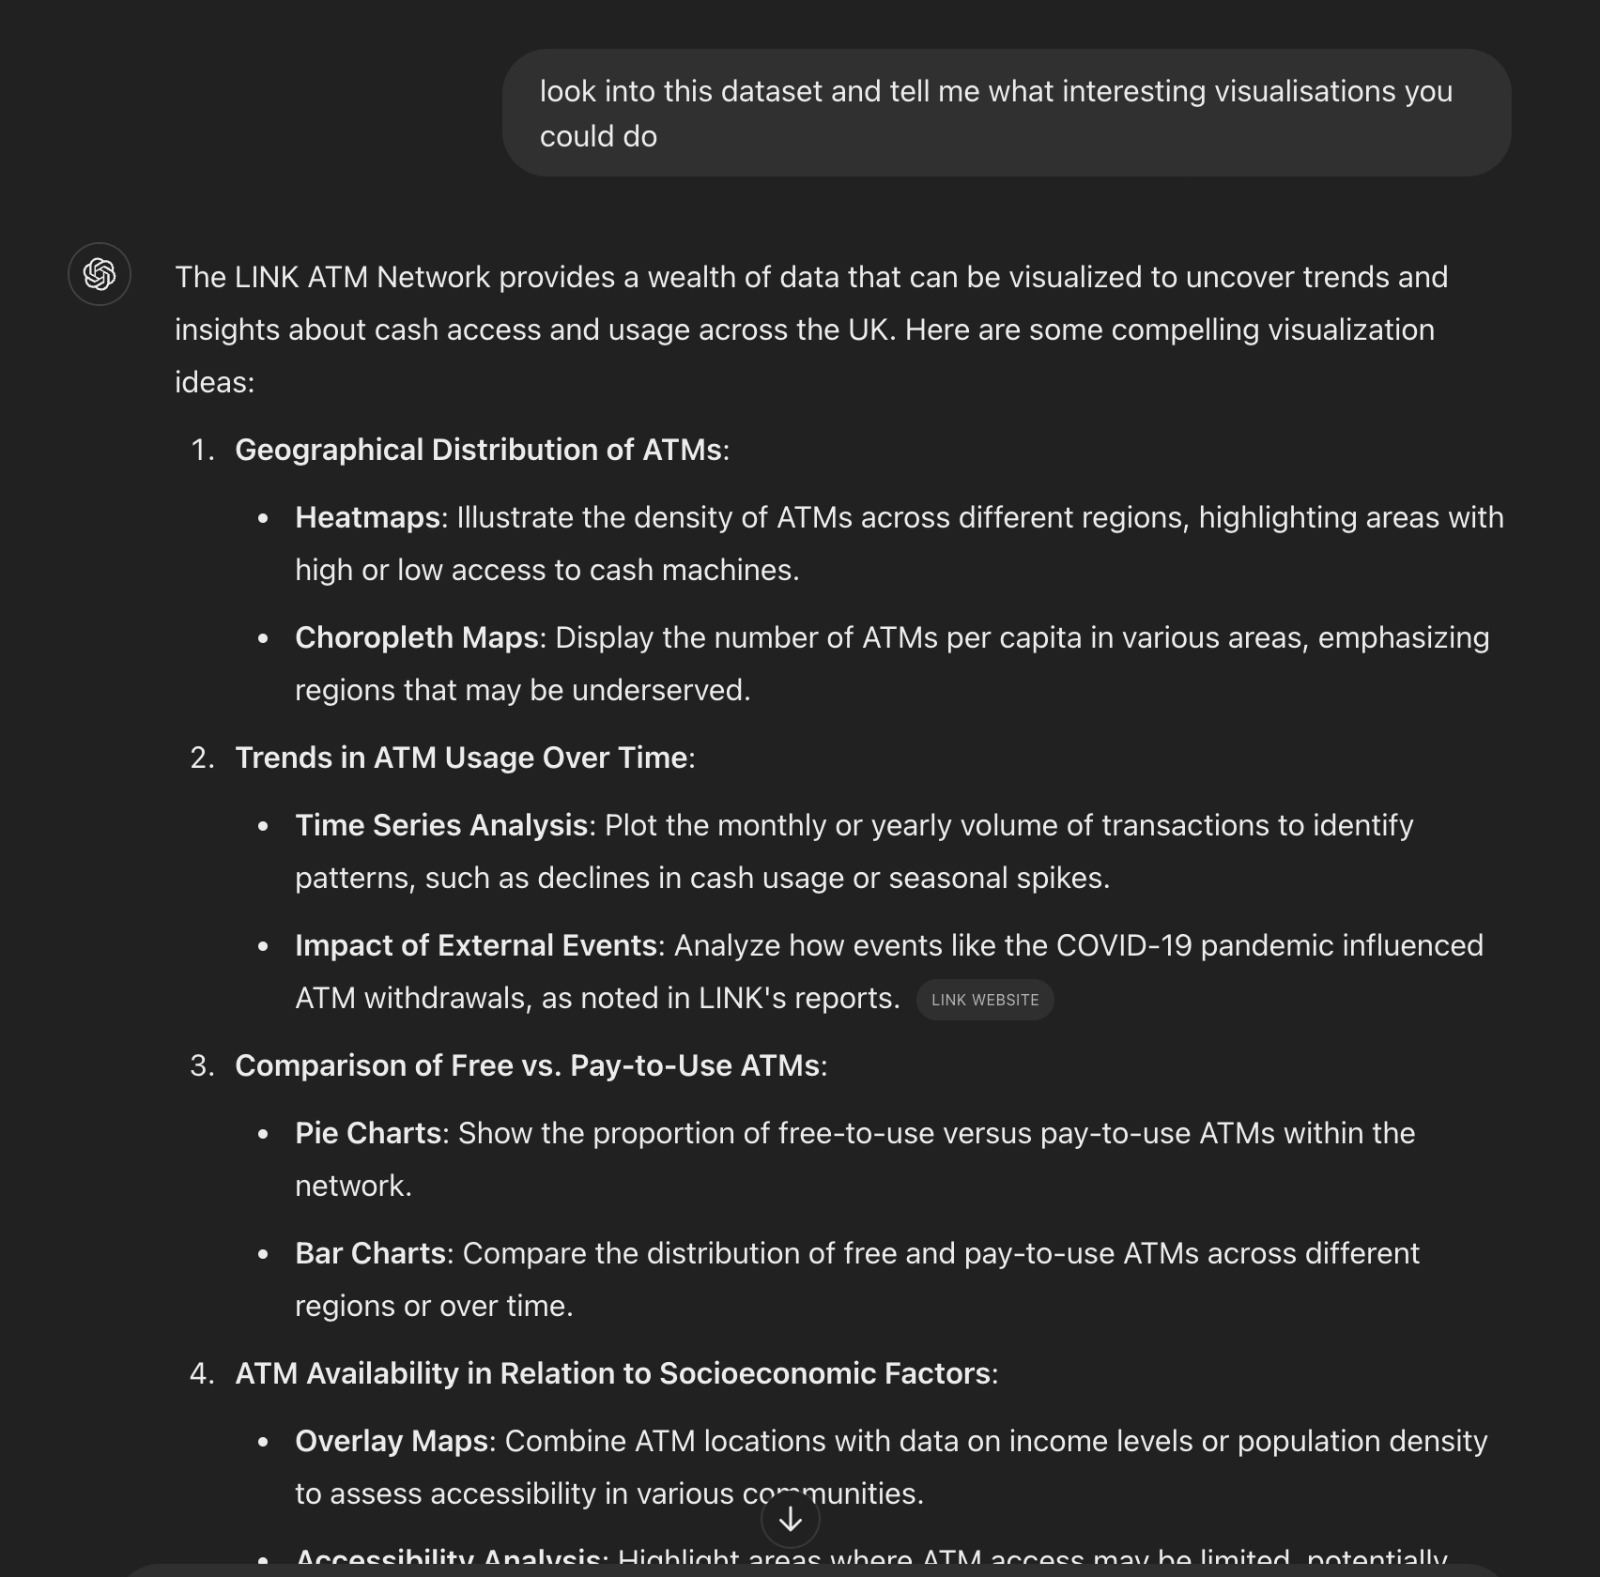 look into this dataset and tell me what interesting visualisations you
could do
The LINK ATM Network provides a wealth of data that can be visualized to uncover trends and
insights about cash access and usage across the UK. Here are some compelling visualization
ideas:
1. Geographical Distribution of ATMs:
• Heatmaps: Illustrate the density of ATMs across different regions, highlighting areas with
high or low access to cash machines.
• Choropleth Maps: Display the number of ATMs per capita in various areas, emphasizing
regions that may be underserved.
2. Trends in ATM Usage Over Time:
• Time Series Analysis: Plot the monthly or yearly volume of transactions to identify
patterns, such as declines in cash usage or seasonal spikes.
• Impact of External Events: Analyze how events like the COVID-19 pandemic influenced
ATM withdrawals, as noted in LINK's reports. LINK WEBSITE
3. Comparison of Free vs. Pay-to-Use ATMs:
• Pie Charts: Show the proportion of free-to-use versus pay-to-use ATMs within the
network.
• Bar Charts: Compare the distribution of free and pay-to-use ATMs across different
regions or over time.
4. ATM Availability in Relation to Socioeconomic Factors:
• Overlay Maps: Combine ATM locations with data on income levels or population density
to assess accessibility in various communities.
• Accessibility Analysis: Highlight areas where ATM access may be limited, potentially